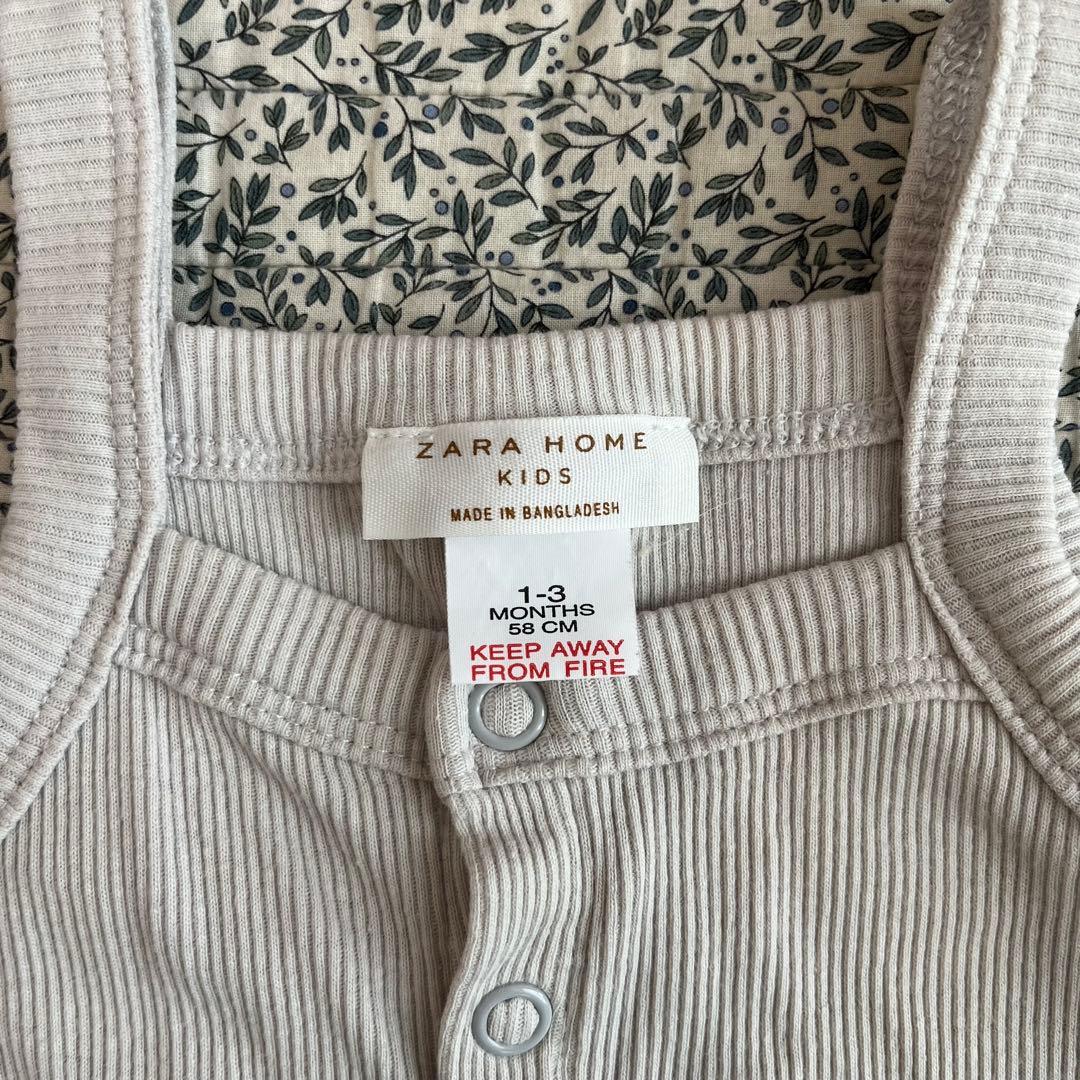 ZARA HOME
KIDS
MADE IN BANGLADESH
1-3
MONTHS
58 CM
KEEP AWAY
FROM FIRE